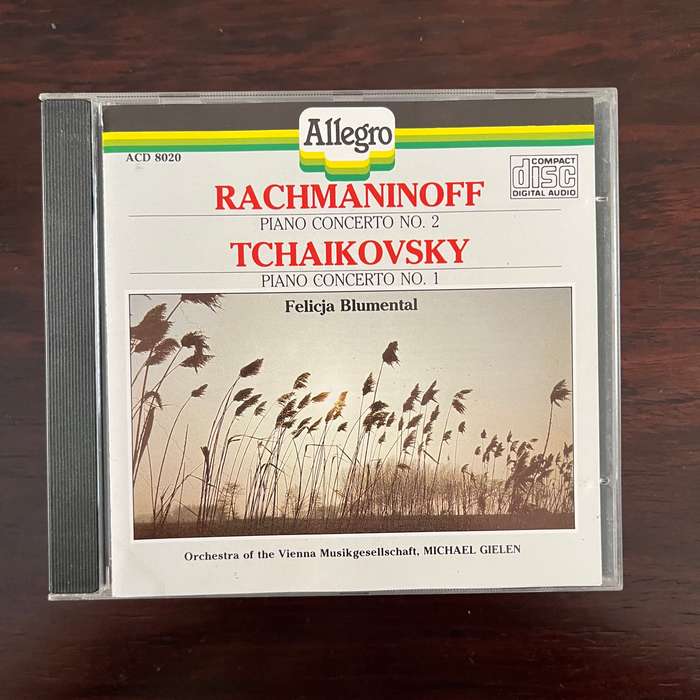 Allegro
ACD 8020
COMPACT
disc
DIGITAL AUDIO
RACHMANINOFF
PIANO CONCERTO NO. 2
TCHAIKOVSKY
PIANO CONCERTO NO. 1
Felicja Blumental
Orchestra of the Vienna Musikgesellschaft, MICHAEL GIELEN